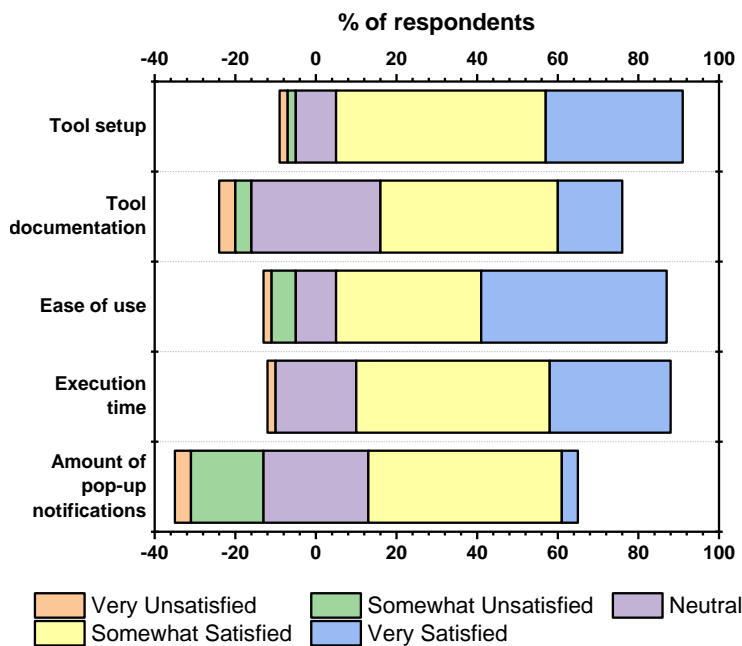 % of respondents
-40 -20 0 20 40 60 80 100
Tool setup
Tool
documentation
Ease of use
Execution
time
Amount of
pop-up
notifications
-40 -20 0 20 40 60 80 100
Very Unsatisfied Somewhat Unsatisfied Neutral
Somewhat Satisfied Very Satisfied